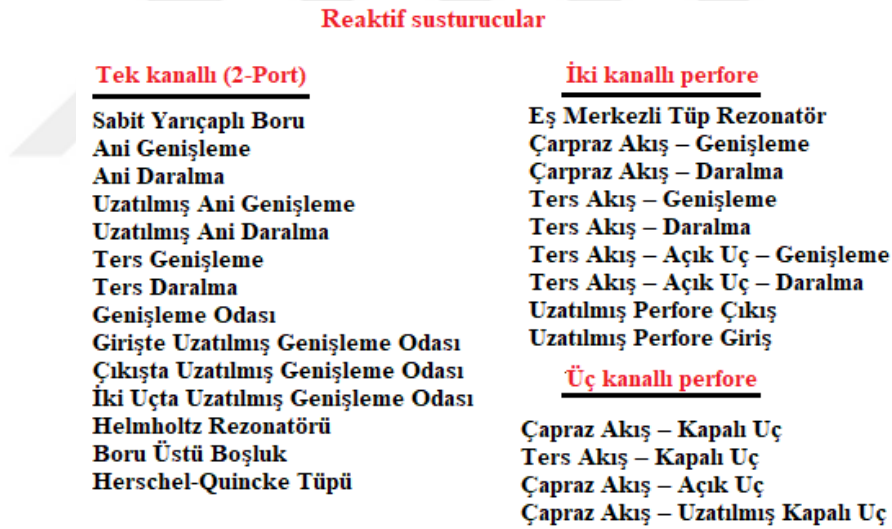 Reaktif susturucular
Tek kanallı (2-Port)
Sabit Yarıçaplı Boru
Ani Genişleme
Ani Daralma
Uzatılmış Ani Genişleme
Uzatılmış Ani Daralma
Ters Genişleme
Ters Daralma
Genişleme Odası
Girişte Uzatılmış Genişleme Odası
Çıkışta Uzatılmış Genişleme Odası
İki Uçta Uzatılmış Genişleme Odası
Helmholtz Rezonatörü
Boru Üstü Boşluk
Herschel-Quincke Tüpü
İki kanallı perfore
Eş Merkezli Tüp Rezonatör
Çarpraz Akış – Genişleme
Çarpraz Akış – Daralma
Ters Akış – Genişleme
Ters Akış – Daralma
Ters Akış – Açık Uç – Genişleme
Ters Akış – Açık Uç – Daralma
Uzatılmış Perfore Çıkış
Uzatılmış Perfore Giriş
Üç kanallı perfore
Çapraz Akış – Kapalı Uç
Ters Akış – Kapalı Uç
Çapraz Akış – Açık Uç
Çapraz Akış – Uzatılmış Kapalı Uç